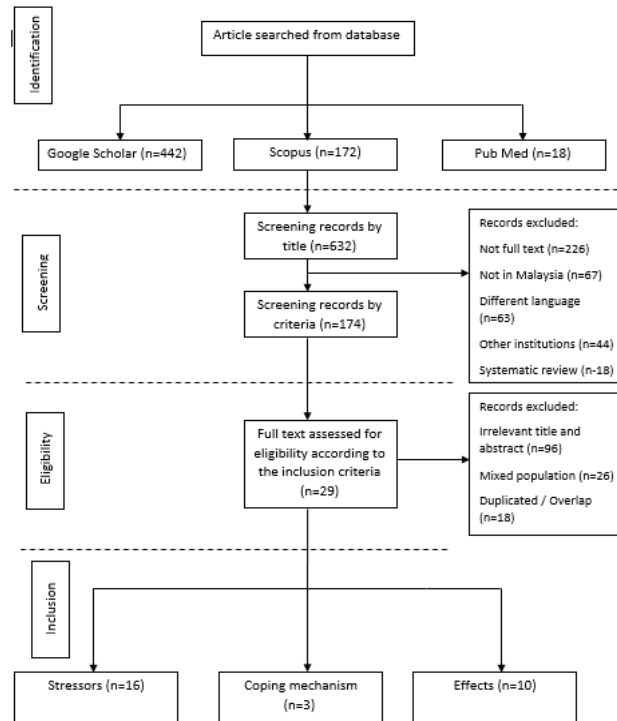 Identification
Article searched from database
Google Scholar (n=442)
Scopus (n=172)
Pub Med (n=18)
Screening
Screening records by
title (n=632)
Screening records by
criteria (n=174)
Records excluded:
Not full text (n=226)
Not in Malaysia (n=67)
Different language
(n=63)
Other institutions (n=44)
Systematic review (n-18)
Eligibility
Full text assessed for
eligibility according to
the inclusion criteria
(n=29)
Records excluded:
Irrelevant title and
abstract (n=96)
Mixed population (n=26)
Duplicated / Overlap
(n=18)
Inclusion
Stressors (n=16)
Coping mechanism
(n=3)
Effects (n=10)